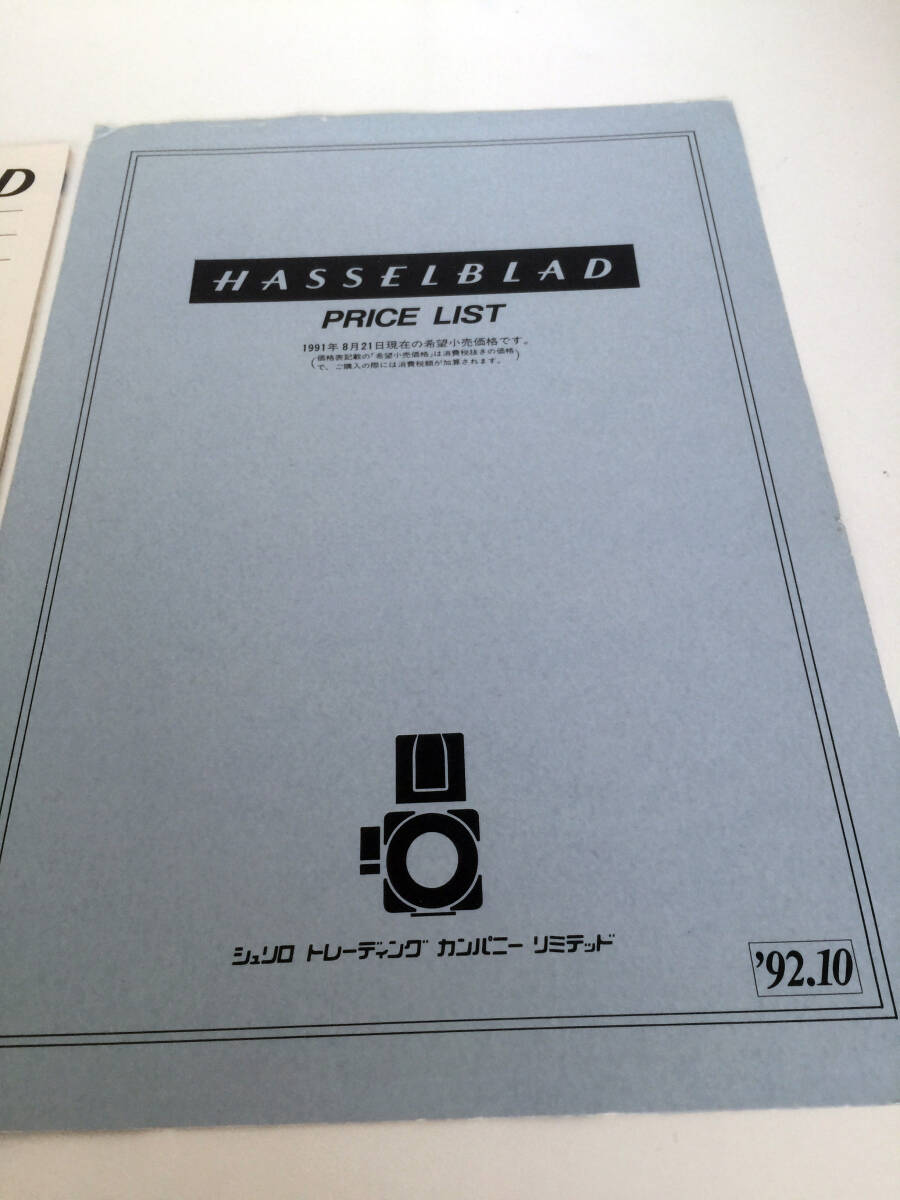 D
HASSELBLAD
PRICE LIST
1991年8月21日現在の希望小売価格です。
(価格表記載の「希望小売価格」は消費税抜きの価格
で、ご購入の際には消費税額が加算されます。)
シュリロ トレーディング カンパニー リミテッド
'92.10